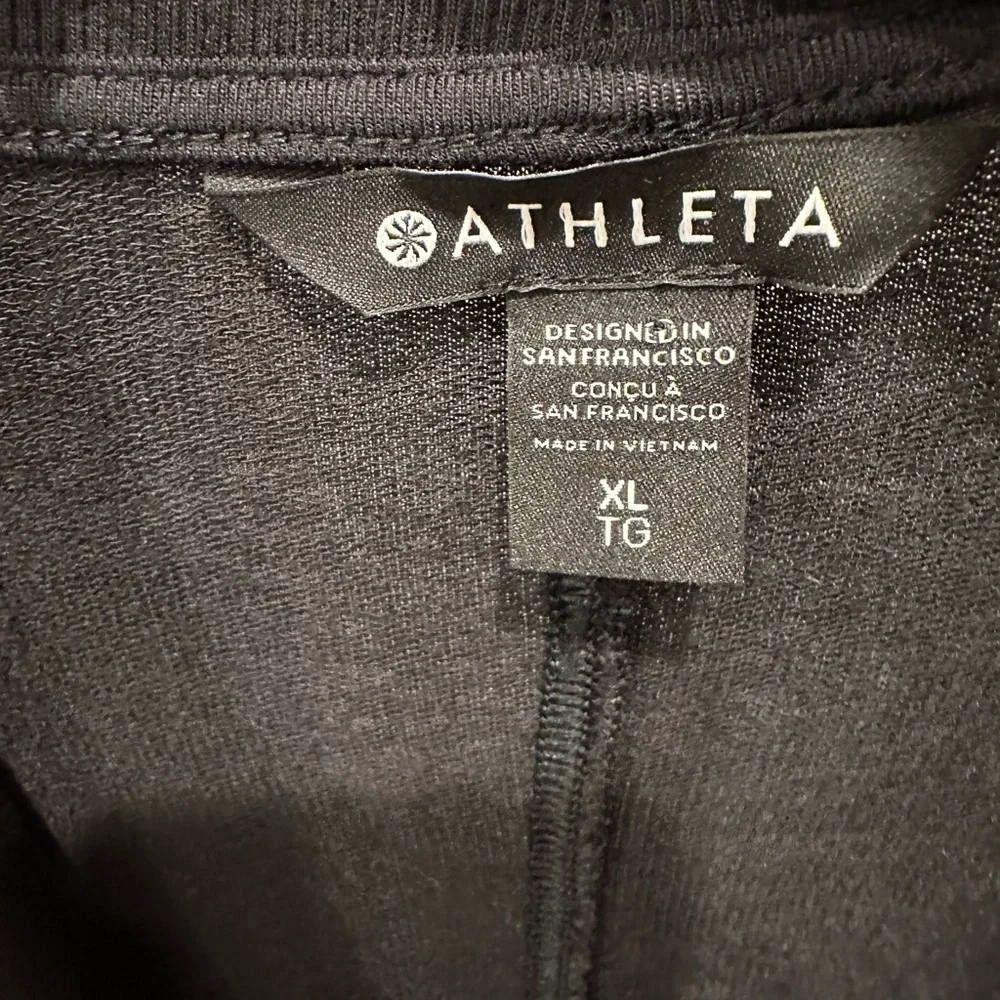 ATHLETA
DESIGNED IN
SAN FRANCISCO
CONÇU À
SAN FRANCISCO
MADE IN VIETNAM
XL
TG